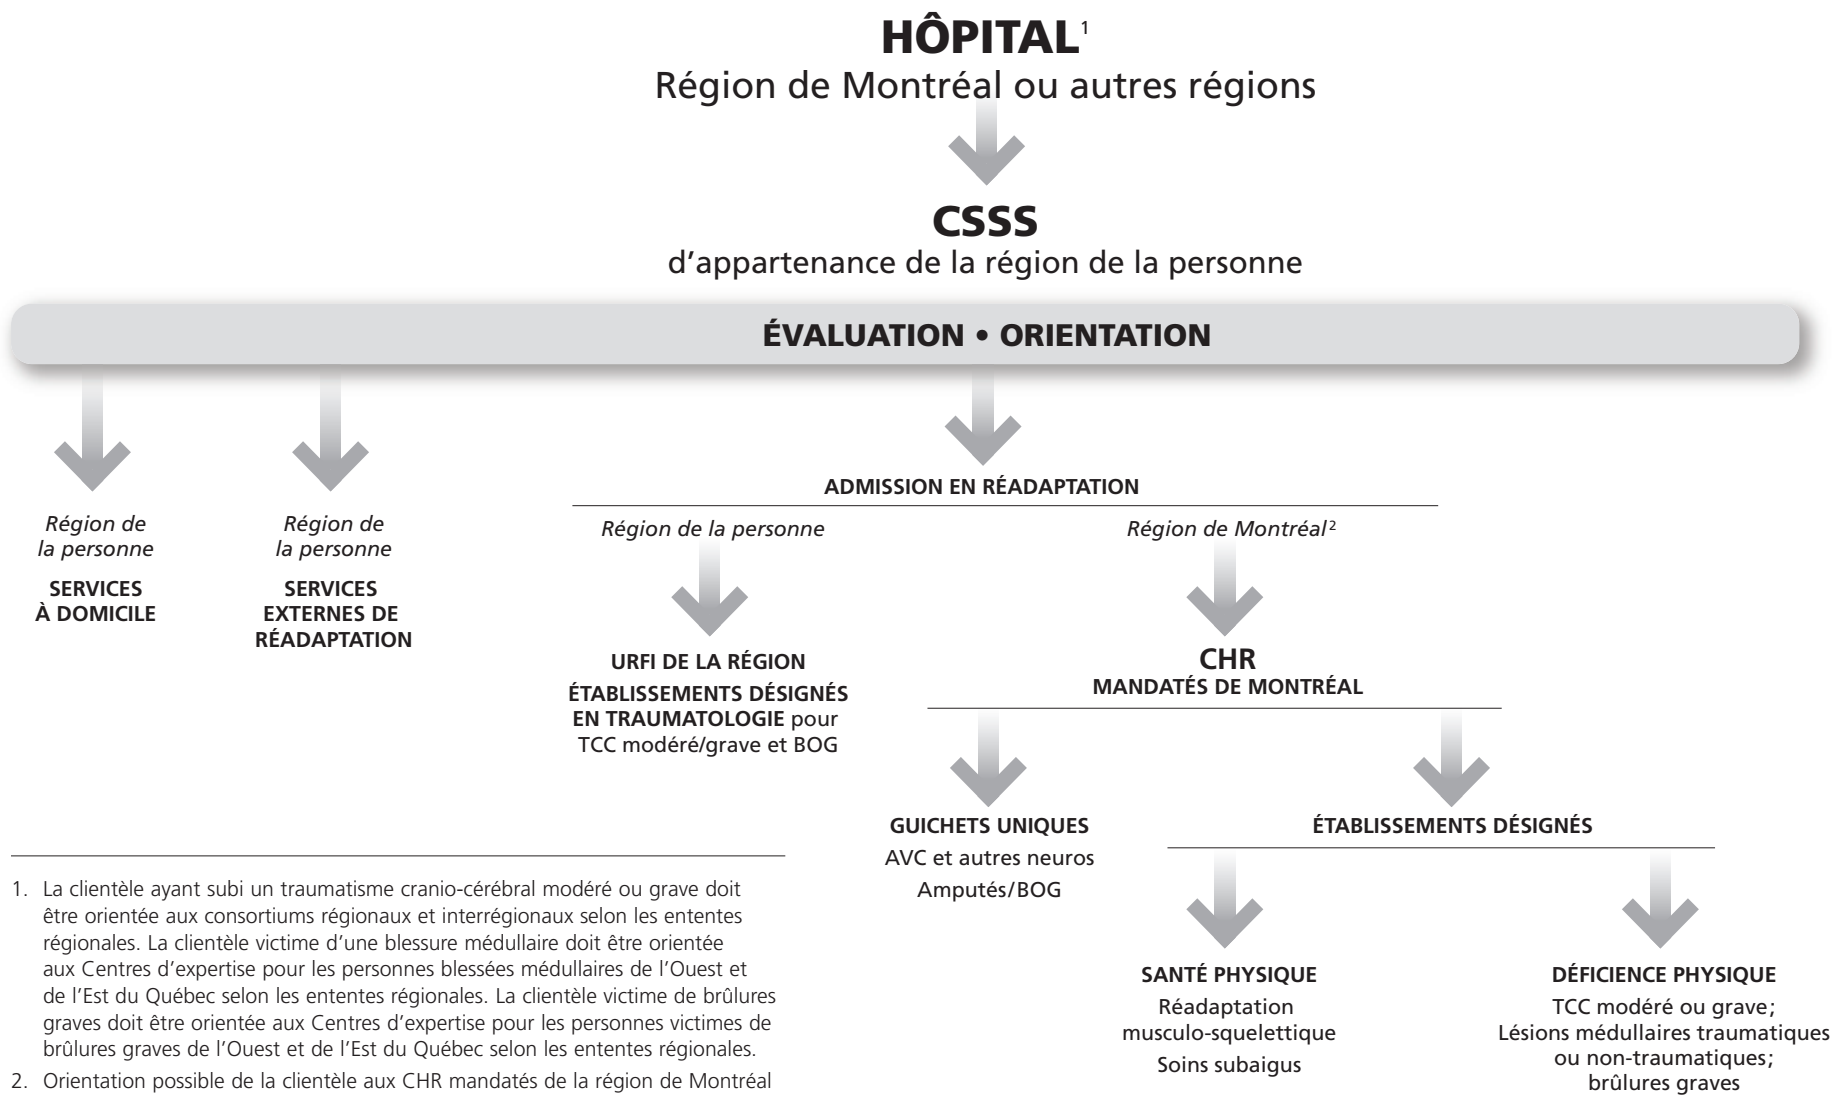 HÔPITAL¹
Région de Montréal ou autres régions
CSSS
d'appartenance de la région de la personne
ÉVALUATION • ORIENTATION
Région de
la personne
SERVICES
À DOMICILE
Région de
la personne
SERVICES
EXTERNES DE
RÉADAPTATION
ADMISSION EN RÉADAPTATION
Région de la personne
URFI DE LA RÉGION
ÉTABLISSEMENTS DÉSIGNÉS
EN TRAUMATOLOGIE pour
TCC modéré/grave et BOG
Région de Montréal²
CHR
MANDATÉS DE MONTRÉAL
GUICHETS UNIQUES
AVC et autres neuros
Amputés/BOG
ÉTABLISSEMENTS DÉSIGNÉS
SANTÉ PHYSIQUE
Réadaptation
musculo-squelettique
Soins subaigus
DÉFICIENCE PHYSIQUE
TCC modéré ou grave;
Lésions médullaires traumatiques
ou non-traumatiques;
brûlures graves
1. La clientèle ayant subi un traumatisme cranio-cérébral modéré ou grave doit
être orientée aux consortiums régionaux et interrégionaux selon les ententes
régionales. La clientèle victime d'une blessure médullaire doit être orientée
aux Centres d'expertise pour les personnes blessées médullaires de l'Ouest et
de l'Est du Québec selon les ententes régionales. La clientèle victime de brûlures
graves doit être orientée aux Centres d'expertise pour les personnes victimes de
brûlures graves de l'Ouest et de l'Est du Québec selon les ententes régionales.
2. Orientation possible de la clientèle aux CHR mandatés de la région de Montréal